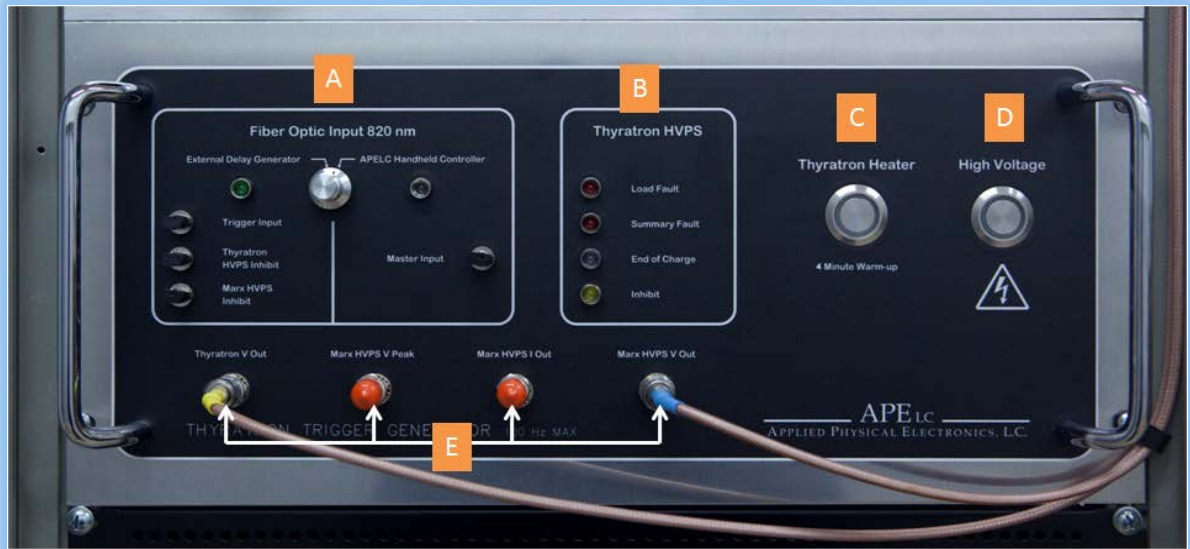 A
B
C
D
Fiber Optic Input 820 nm
External Delay Generator
APELC Handheld Controller
Trigger Input
Thyratron
HVPS Inhibit
Marx HVPS
Inhibit
Master Input
Thyratron HVPS
Load Fault
Summary Fault
End of Charge
Inhibit
Thyratron Heater
4 Minute Warm-up
High Voltage
Thyratron V Out
Marx HVPS V Peak
Marx HVPS I Out
Marx HVPS V Out
E
THYRATRON TRIGGER GENERATOR 100 Hz MAX
APELC
APPLIED PHYSICAL ELECTRONICS, L.C.